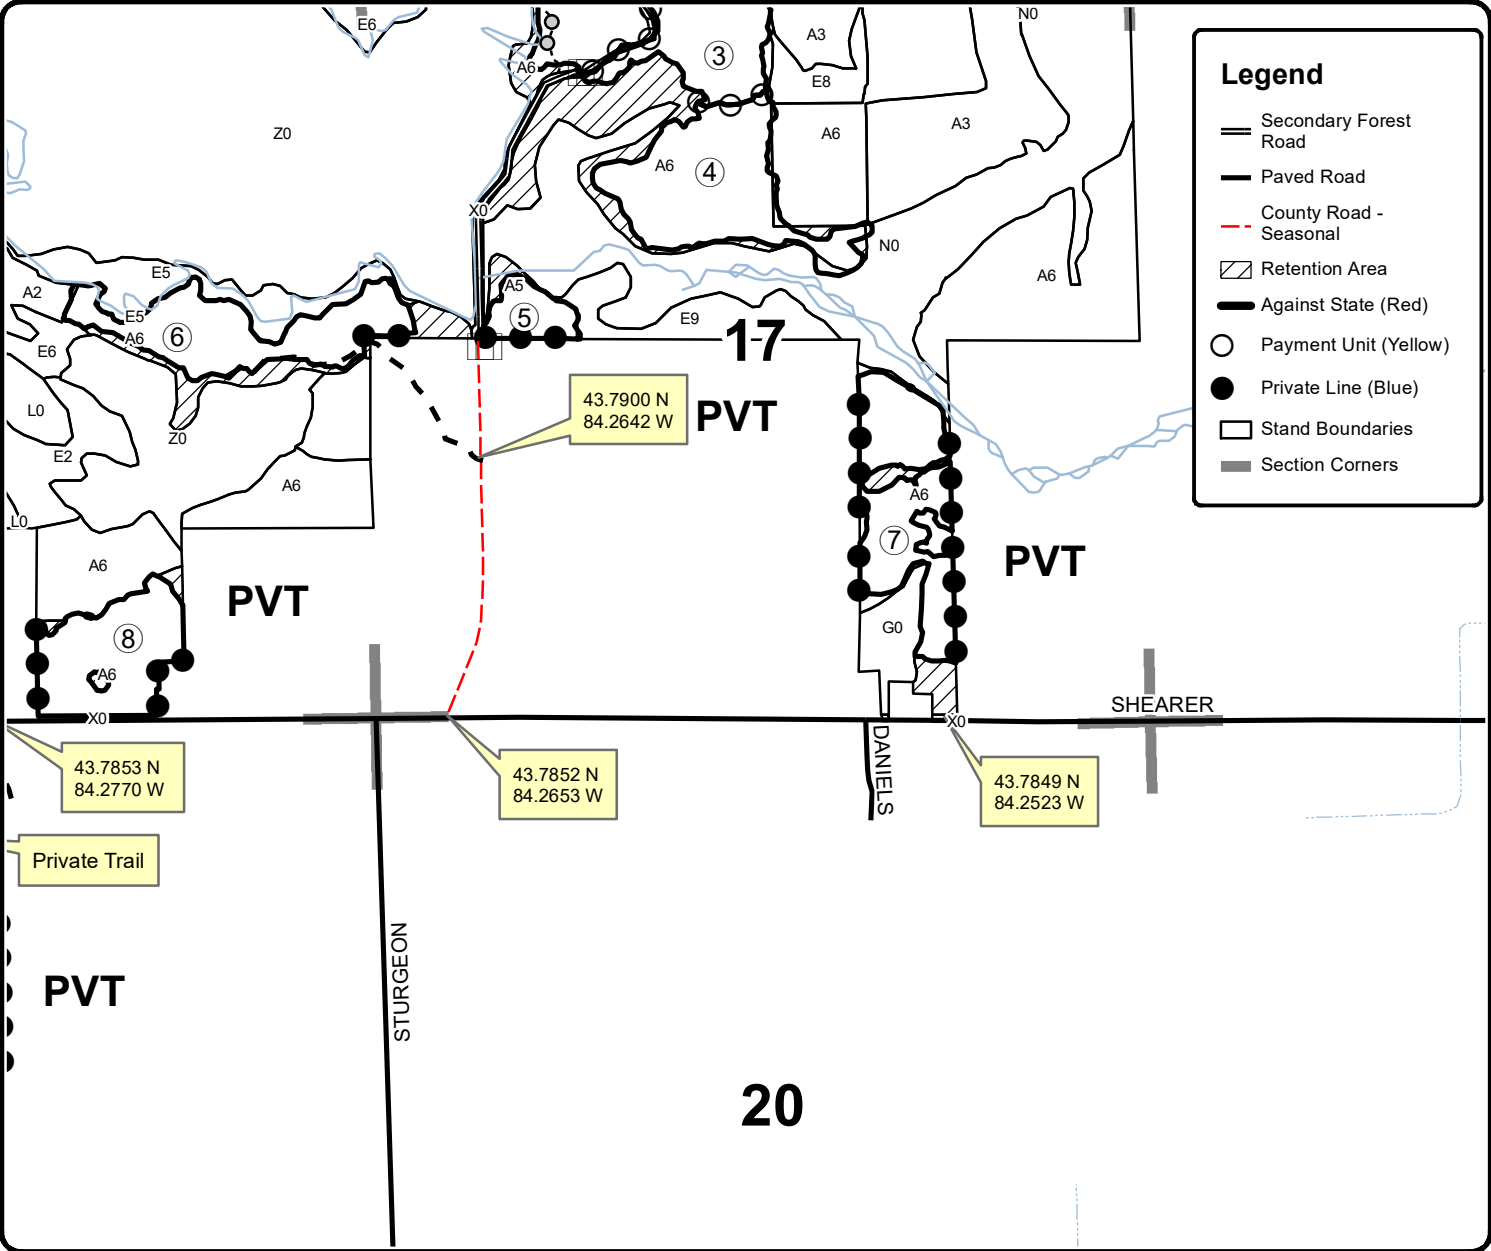 E6
A6
3
A3
E8
N0
Z0
A6
A6
4
A3
X0
N0
A6
E5
A2
E5
A6
6
E6
A5
5
E9
17
PVT
43.7900 N
84.2642 W
L0
Z0
E2
A6
L0
A6
A6
7
PVT
PVT
8
A6
G0
X0
X0
SHEARER
DANIELS
43.7853 N
84.2770 W
43.7852 N
84.2653 W
43.7849 N
84.2523 W
Private Trail
STURGEON
PVT
20
Legend
Secondary Forest
Road
Paved Road
County Road -
Seasonal
Retention Area
Against State (Red)
Payment Unit (Yellow)
Private Line (Blue)
Stand Boundaries
Section Corners